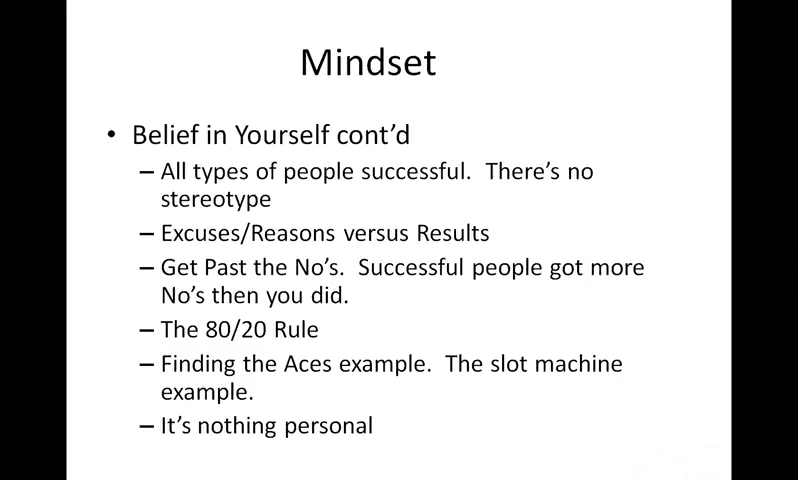 Mindset
• Belief in Yourself cont’d
– All types of people successful.  There’s no
stereotype
– Excuses/Reasons versus Results
– Get Past the No’s.  Successful people got more
No’s then you did.
– The 80/20 Rule
– Finding the Aces example.  The slot machine
example.
– It’s nothing personal